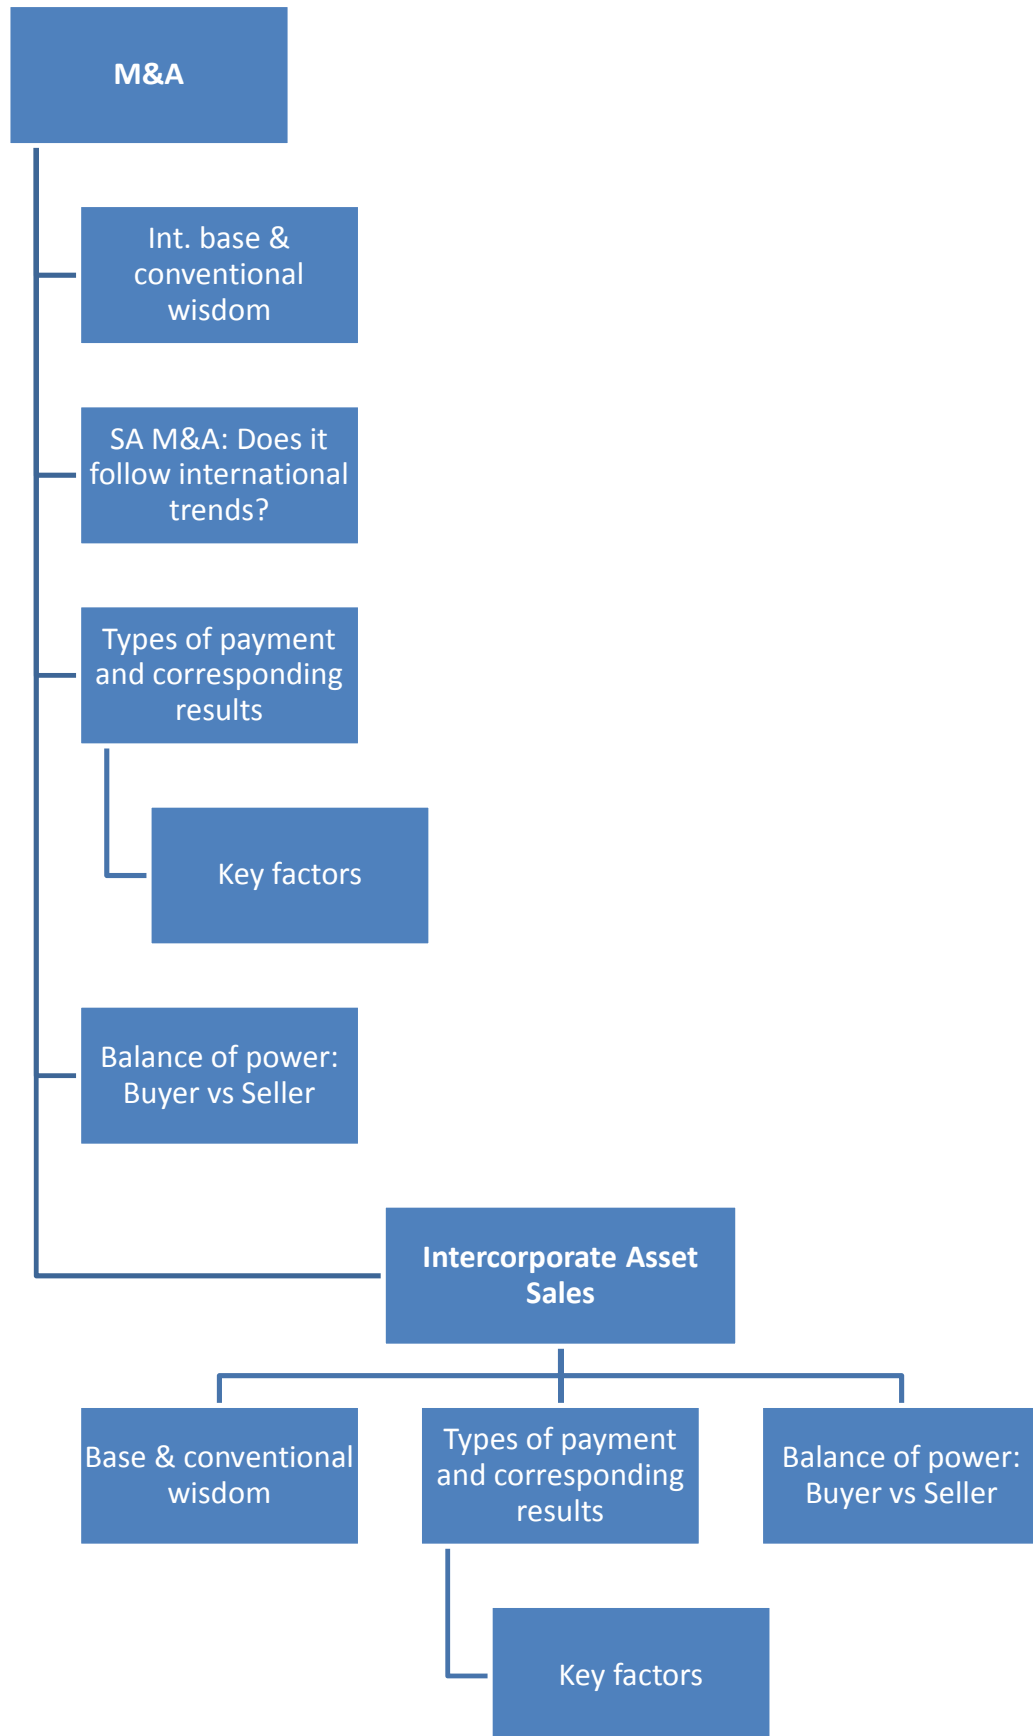 M&A
Int. base &
conventional
wisdom
SA M&A: Does it
follow international
trends?
Types of payment
and corresponding
results
Key factors
Balance of power:
Buyer vs Seller
Intercorporate Asset
Sales
Base & conventional
wisdom
Types of payment
and corresponding
results
Balance of power:
Buyer vs Seller
Key factors